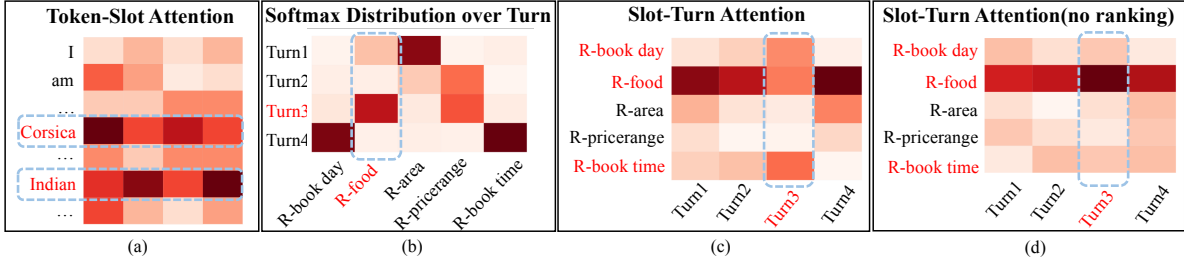 Token-Slot Attention
I
am
...
Corsica
...
Indian
...
(a)
Softmax Distribution over Turn
Turn1
Turn2
Turn3
Turn4
R-book day
R-food
R-area
R-pricerange
R-book time
(b)
Slot-Turn Attention
R-book day
R-food
R-area
R-pricerange
R-book time
Turn1
Turn2
Turn3
Turn4
(c)
Slot-Turn Attention(no ranking)
R-book day
R-food
R-area
R-pricerange
R-book time
Turn1
Turn2
Turn3
Turn4
(d)